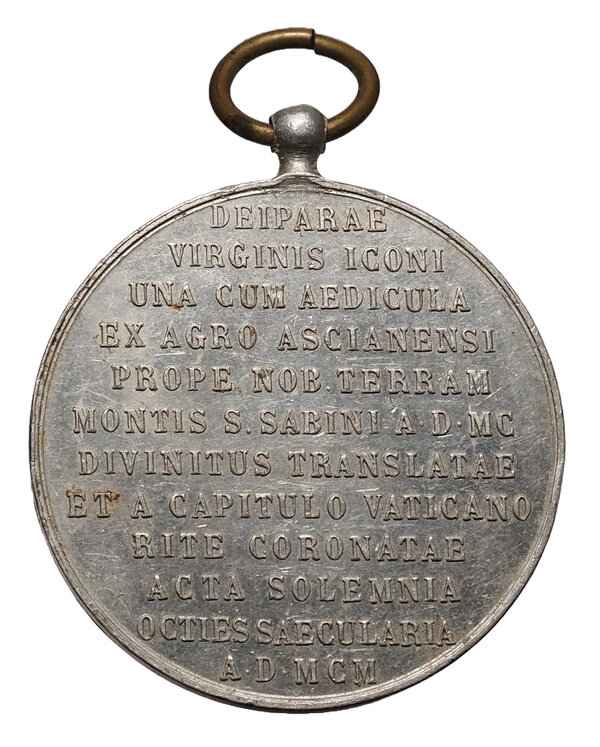 DEIPARAE
VIRGINIS ICONI
UNA CUM AEDICULA
EX AGRO ASCIANENSI
PROPE NOB. TERRAM
MONTIS S. SABINI A·D·MC
DIVINITUS TRANSLATAE
ET A CAPITULO VATICANO
RITE CORONATAE
ACTA SOLEMNIA
OCTIES SAECULARIA
A·D·MCM